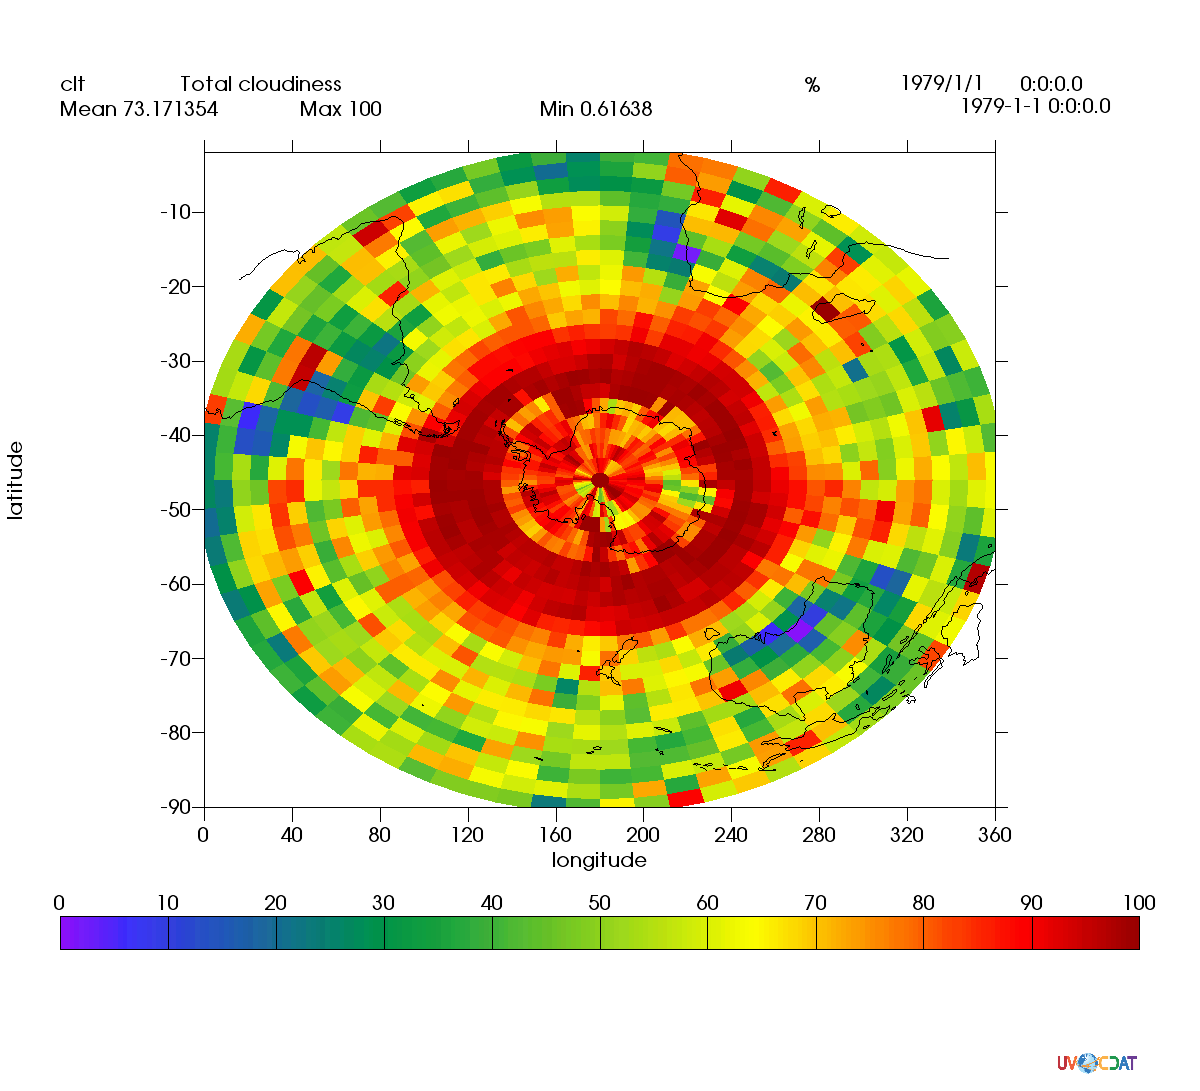 clt Total cloudiness % 1979/1/1 0:0:0.0
Mean 73.171354 Max 100 Min 0.61638 1979-1-1 0:0:0.0
-10
-20
-30
-40
-50
-60
-70
-80
-90
latitude
0 40 80 120 160 200 240 280 320 360
longitude
0 10 20 30 40 50 60 70 80 90 100
UV CDAT